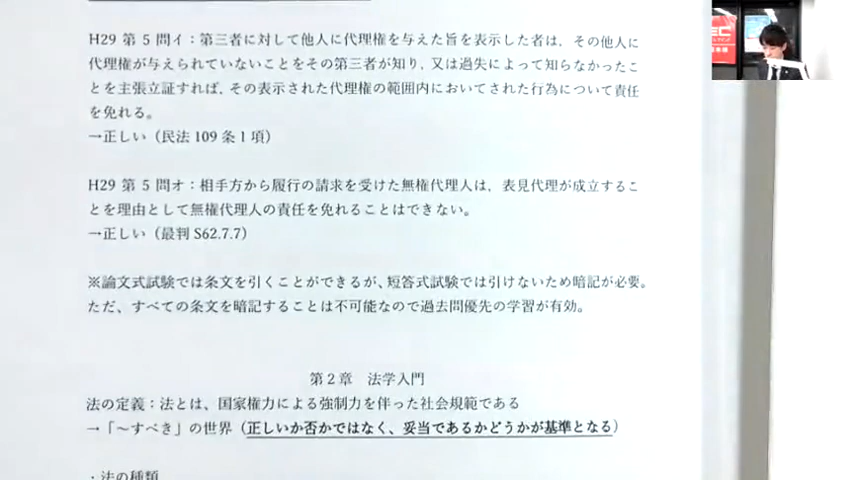 H29 第5問イ：第三者に対して他人に代理権を与えた旨を表示した者は，その他人に
代理権が与えられていないことをその第三者が知り，又は過失によって知らなかったこ
とを主張立証すれば，その表示された代理権の範囲内においてされた行為について責任
を免れる。
→正しい（民法 109 条1項）
H29 第5問オ：相手方から履行の請求を受けた無権代理人は、表見代理が成立するこ
とを理由として無権代理人の責任を免れることはできない。
→正しい（最判 S62.7.7）
※論文式試験では条文を引くことができるが、短答式試験では引けないため暗記が必要。
ただ、すべての条文を暗記することは不可能なので過去問優先の学習が有効。
第2章　法学入門
法の定義：法とは、国家権力による強制力を伴った社会規範である
→「～すべき」の世界（正しいか否かではなく、妥当であるかどうかが基準となる）
・法の種類